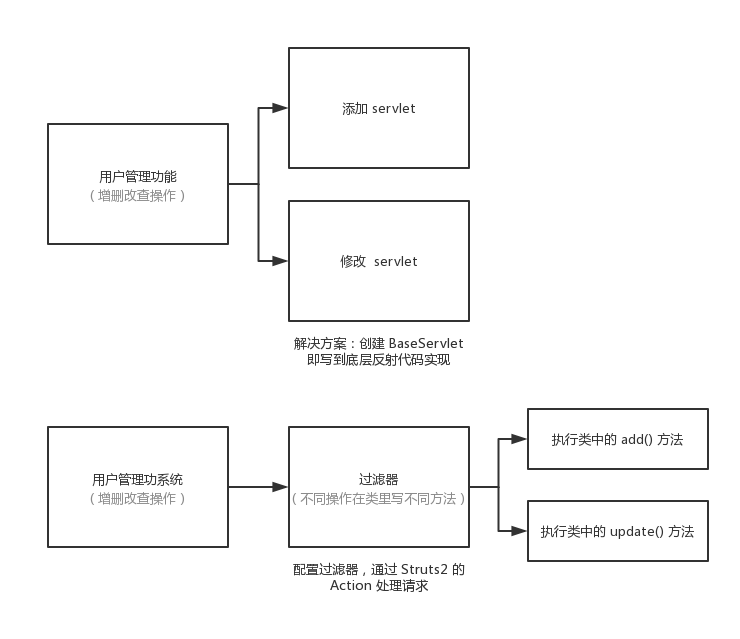 添加 servlet
用户管理功能
（增删改查操作）
修改  servlet
解决方案：创建 BaseServlet
即写到底层反射代码实现
用户管理功系统
（增删改查操作）
过滤器
（不同操作在类里写不同方法）
执行类中的 add() 方法
执行类中的 update() 方法
配置过滤器，通过 Struts2 的
Action 处理请求